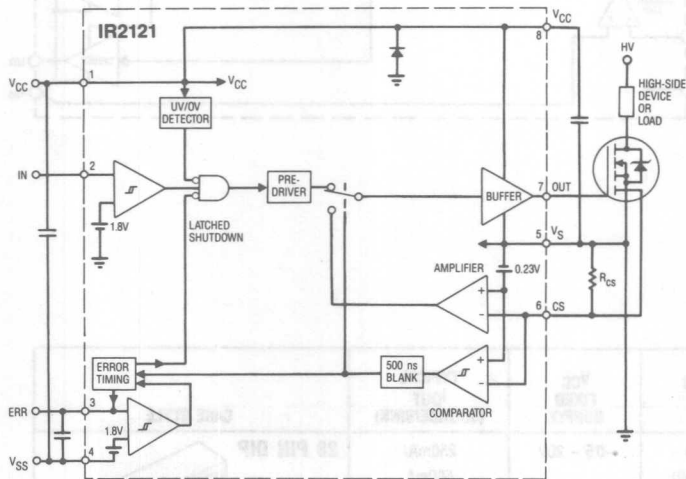 IR2121
VCC
1
VCC
8
VCC
HV
UV/OV
DETECTOR
HIGH-SIDE
DEVICE
OR
LOAD
IN
2
PRE-
DRIVER
BUFFER
7
OUT
1.8V
LATCHED
SHUTDOWN
5
VS
AMPLIFIER
0.23V
+
−
RCS
6
CS
ERROR
TIMING
500 ns
BLANK
+
−
COMPARATOR
ERR
3
1.8V
VSS
4